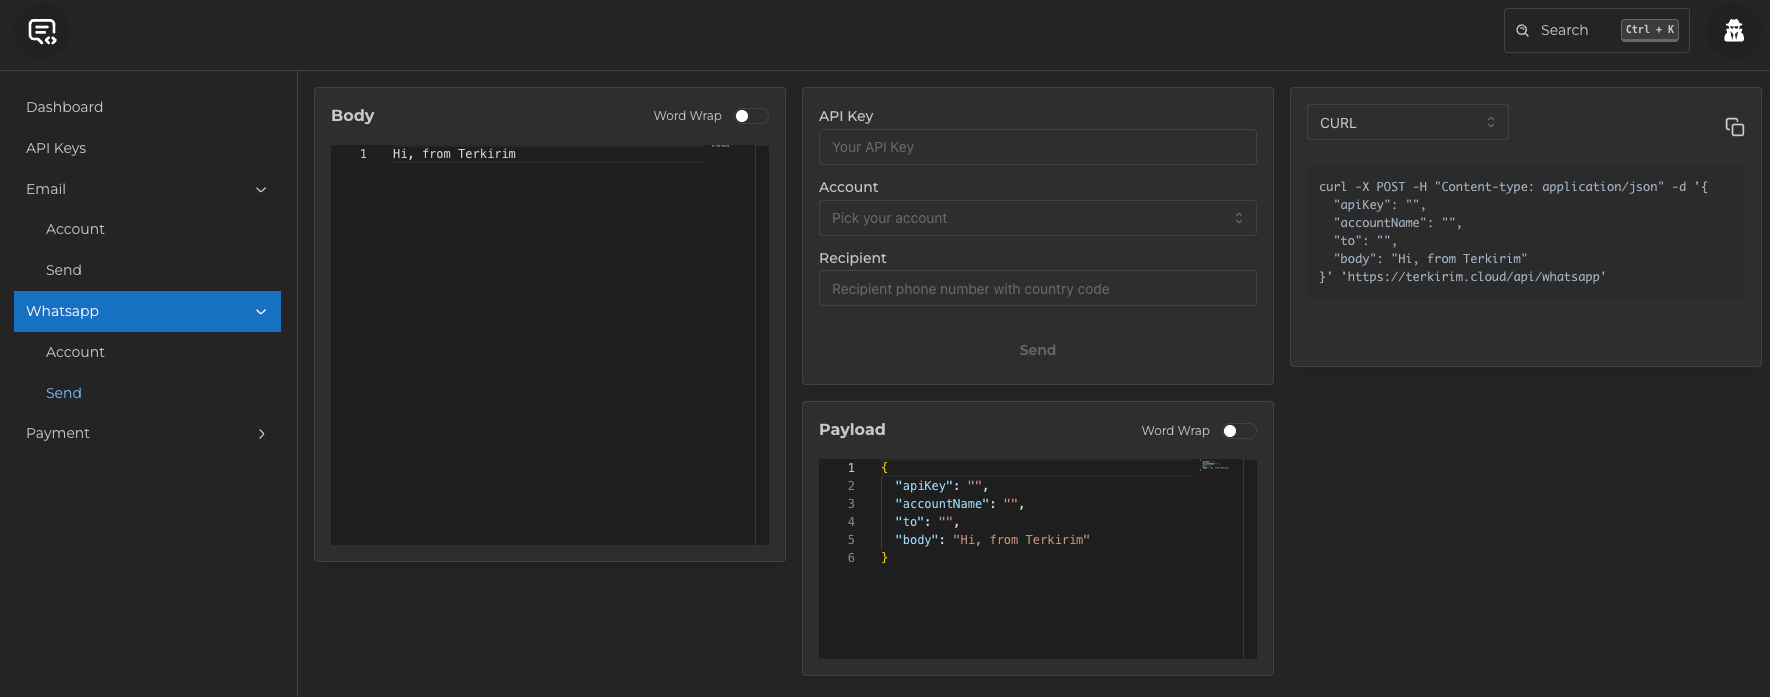 Search
Ctrl + K
Dashboard
API Keys
Email
Account
Send
Whatsapp
Account
Send
Payment
Body
Word Wrap
1 Hi, from Terkirim
API Key
Your API Key
Account
Pick your account
Recipient
Recipient phone number with country code
Send
Payload
Word Wrap
1 {
2 "apiKey": "",
3 "accountName": "",
4 "to": "",
5 "body": "Hi, from Terkirim"
6 }
CURL
curl -X POST -H "Content-type: application/json" -d '{
"apiKey": "",
"accountName": "",
"to": "",
"body": "Hi, from Terkirim"
}' 'https://terkirim.cloud/api/whatsapp'